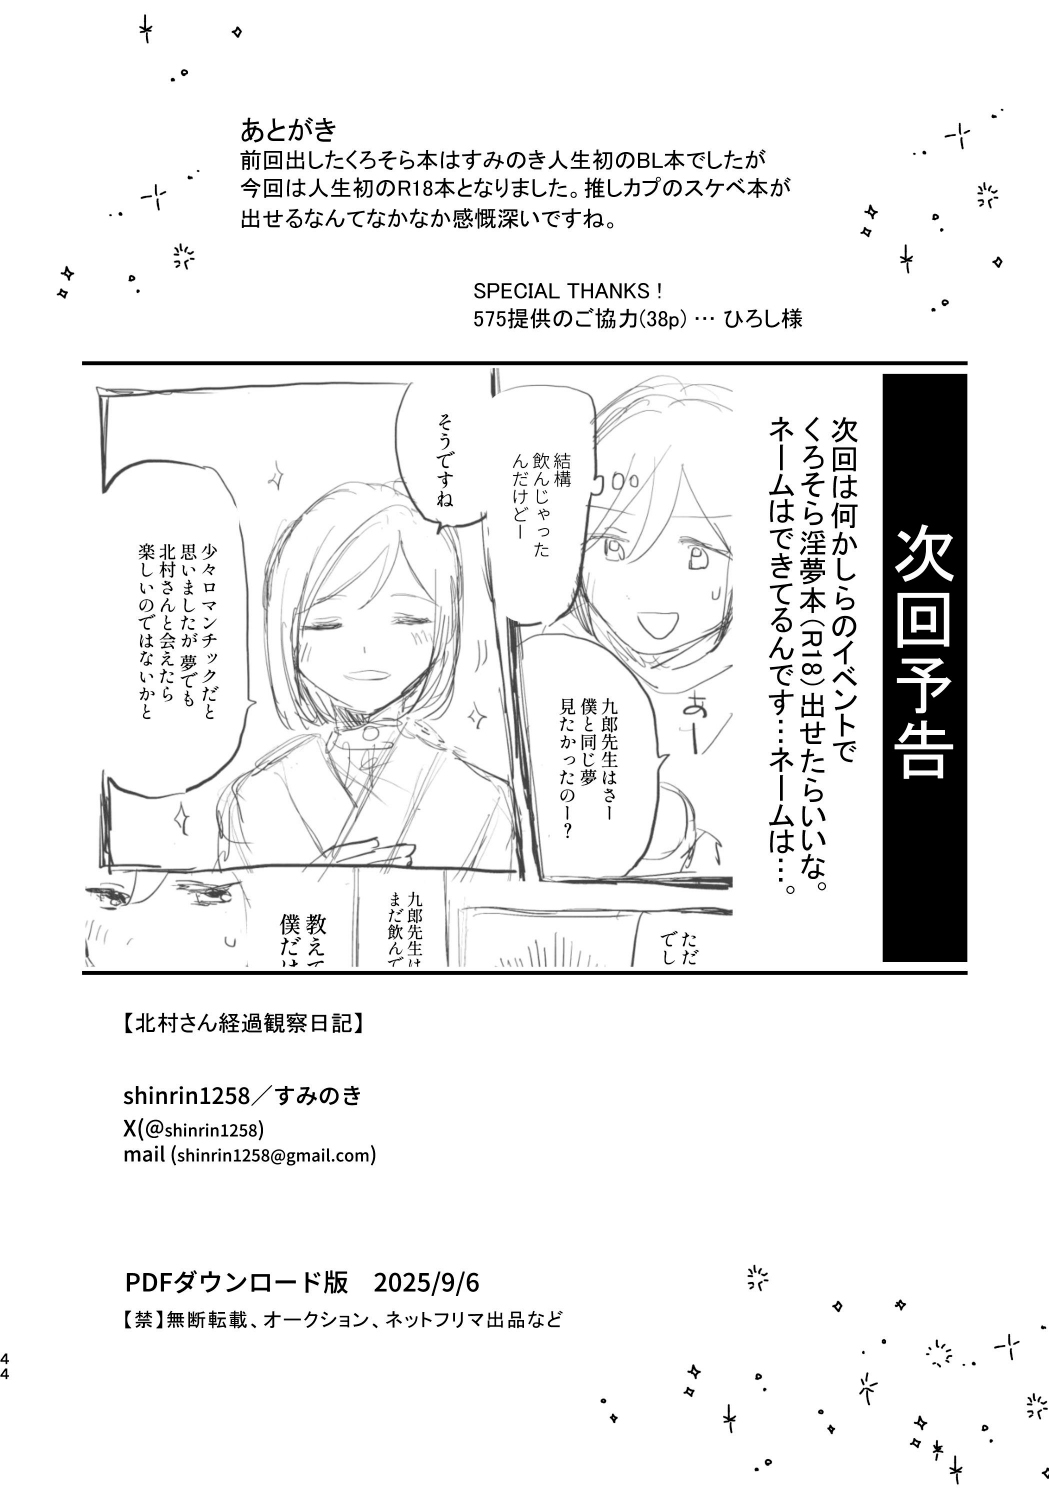 あとがき
前回出したくろそら本はすみのき人生初のBL本でしたが
今回は人生初のR18本となりました。推しカプのスケベ本が
出せるなんてなかなか感慨深いですね。
SPECIAL THANKS！
575提供のご協力(38p) … ひろし様
次回予告
次回は何かしらのイベントで
くろそら淫夢本(R18)出せたらいいな。
ネームはできてるんです…ネームは…。
結構
飲んじゃった
んだけどー
そうですね
あー
九郎先生はさー
僕と同じ夢
見たかったのー？
少々ロマンチックだと
思いましたが夢でも
北村さんと会えたら
楽しいのではないかと
ただ
でし
九郎先生は
まだ飲んで
教えて
僕だけ
【北村さん経過観察日記】
shinrin1258／すみのき
X(@shinrin1258)
mail (shinrin1258@gmail.com)
PDFダウンロード版　2025/9/6
【禁】無断転載、オークション、ネットフリマ出品など
44